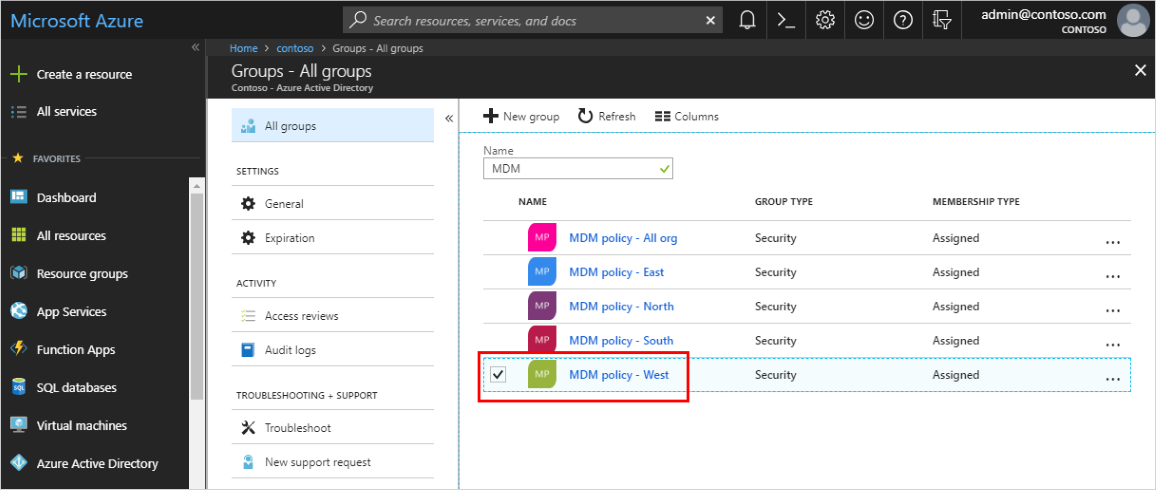 Microsoft Azure
Search resources, services, and docs
admin@contoso.com
CONTOSO
Home > contoso > Groups - All groups
Groups - All groups
Contoso - Azure Active Directory
Create a resource
All services
FAVORITES
Dashboard
All resources
Resource groups
App Services
Function Apps
SQL databases
Virtual machines
Azure Active Directory
All groups
SETTINGS
General
Expiration
ACTIVITY
Access reviews
Audit logs
TROUBLESHOOTING + SUPPORT
Troubleshoot
New support request
New group Refresh Columns
Name
MDM
NAME GROUP TYPE MEMBERSHIP TYPE
MP MDM policy - All org Security Assigned ...
MP MDM policy - East Security Assigned ...
MP MDM policy - North Security Assigned ...
MP MDM policy - South Security Assigned ...
MP MDM policy - West Security Assigned ...